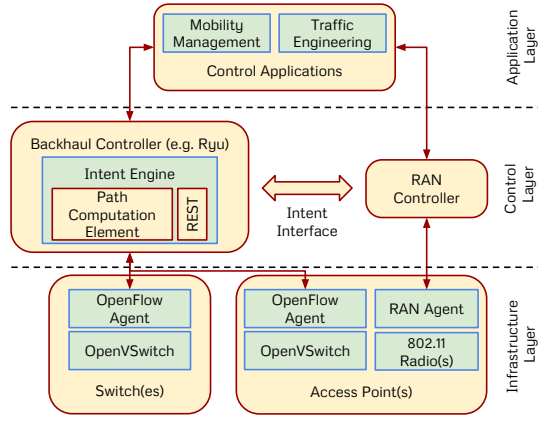 Mobility
Management
Traffic
Engineering
Control Applications
Application
Layer
Backhaul Controller (e.g. Ryu)
Intent Engine
Path
Computation
Element
REST
Intent
Interface
RAN
Controller
Control
Layer
OpenFlow
Agent
OpenVSwitch
Switch(es)
OpenFlow
Agent
OpenVSwitch
RAN Agent
802.11
Radio(s)
Access Point(s)
Infrastructure
Layer